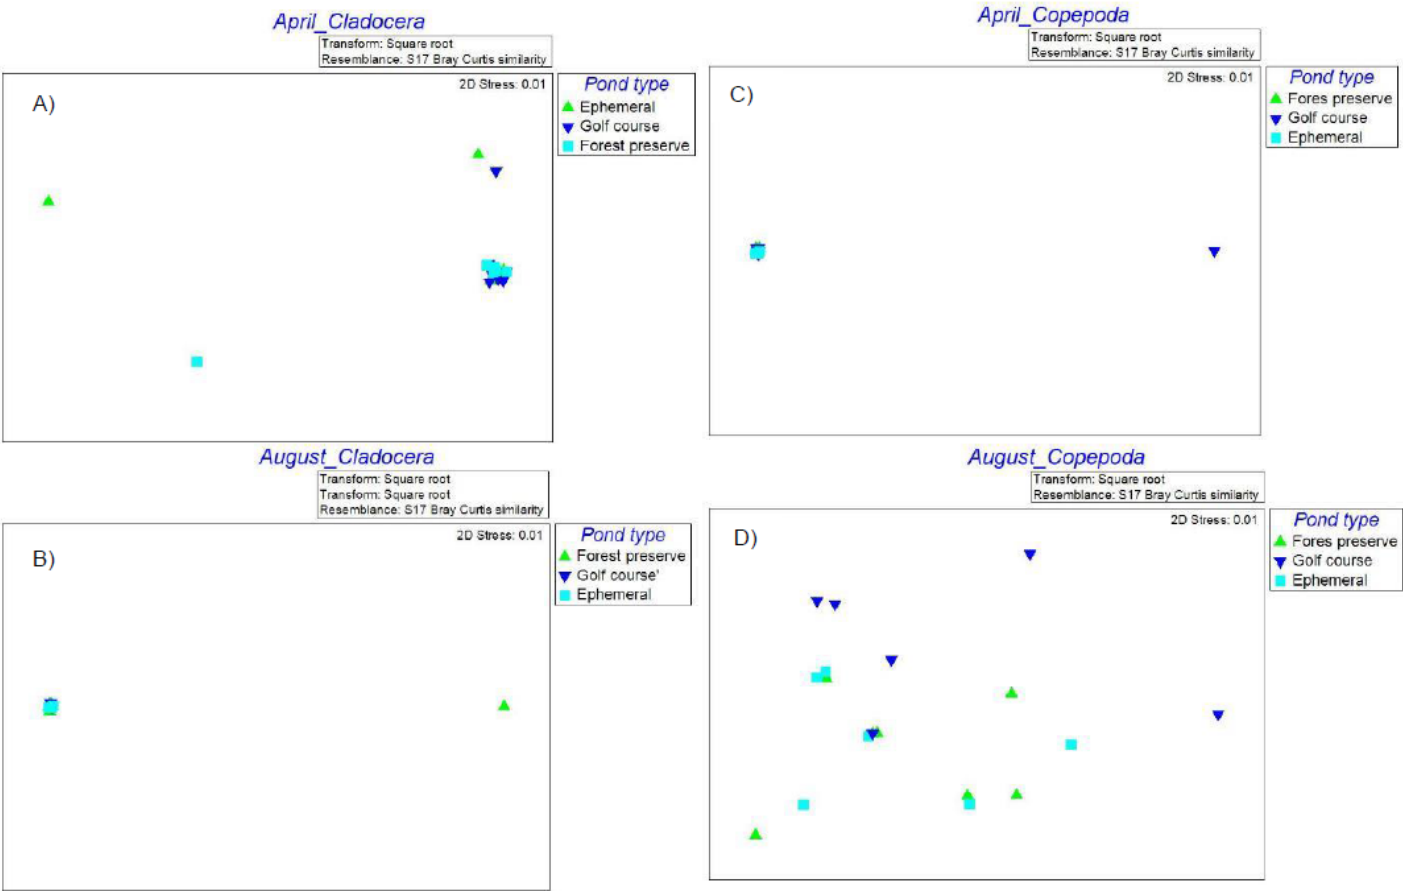 April_Cladocera
Transform: Square root
Resemblance: S17 Bray Curtis similarity
2D Stress: 0.01
A)
Pond type
Ephemeral
Golf course
Forest preserve
April_Copepoda
Transform: Square root
Resemblance: S17 Bray Curtis similarity
2D Stress: 0.01
C)
Pond type
Fores preserve
Golf course
Ephemeral
August_Cladocera
Transform: Square root
Transform: Square root
Resemblance: S17 Bray Curtis similarity
2D Stress: 0.01
B)
Pond type
Forest preserve
Golf course'
Ephemeral
August_Copepoda
Transform: Square root
Resemblance: S17 Bray Curtis similarity
2D Stress: 0.01
D)
Pond type
Fores preserve
Golf course
Ephemeral